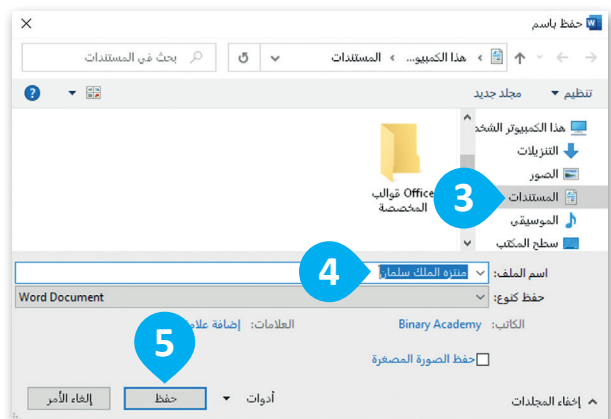 حفظ باسم
هذا الكمبيو... › المستندات
بحث في المستندات
تنظيم
مجلد جديد
هذا الكمبيوتر الشخص
التنزيلات
الصور
المستندات
الموسيقى
سطح المكتب
Office قوالب
المخصصة
3
4
اسم الملف: منتزه الملك سلمان
حفظ كنوع: Word Document
الكاتب: Binary Academy
العلامات: إضافة علامة
5
حفظ الصورة المصغرة
إخفاء المجلدات
أدوات
حفظ
إلغاء الأمر